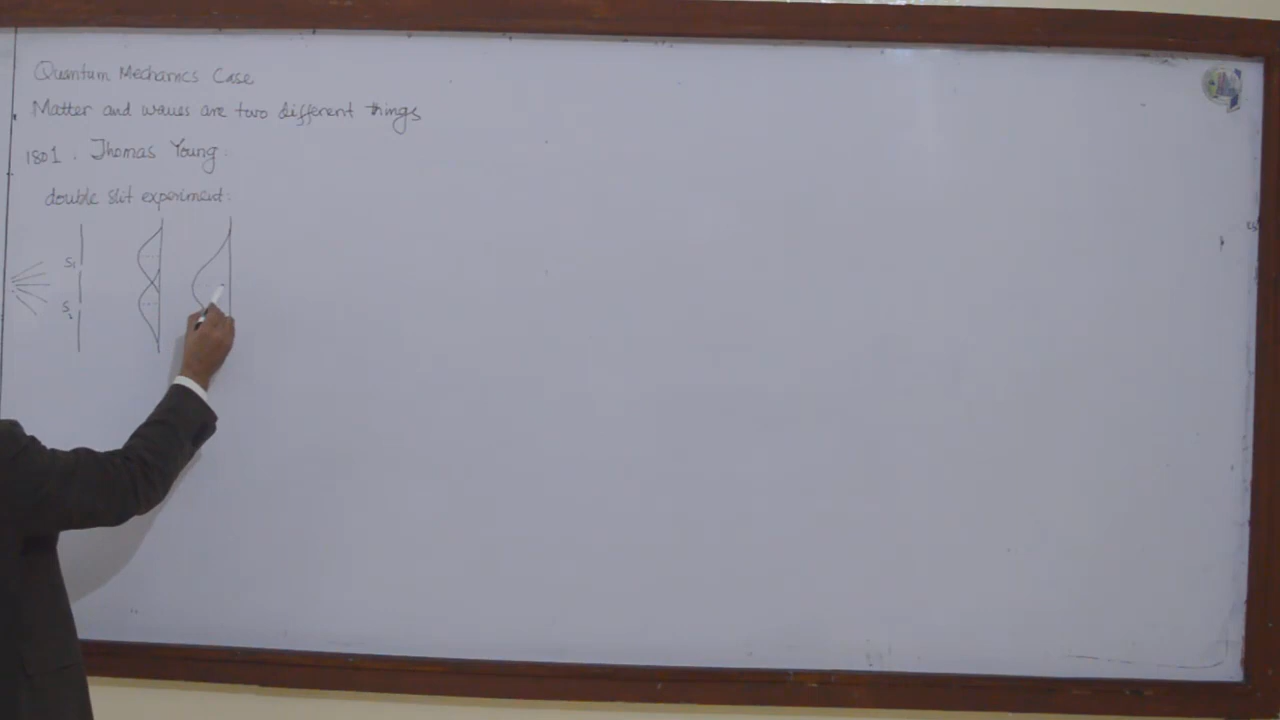 Quantum Mechanics Case
Matter and waves are two different things
1801. Thomas Young.
double slit experiment:
S₁
S₂